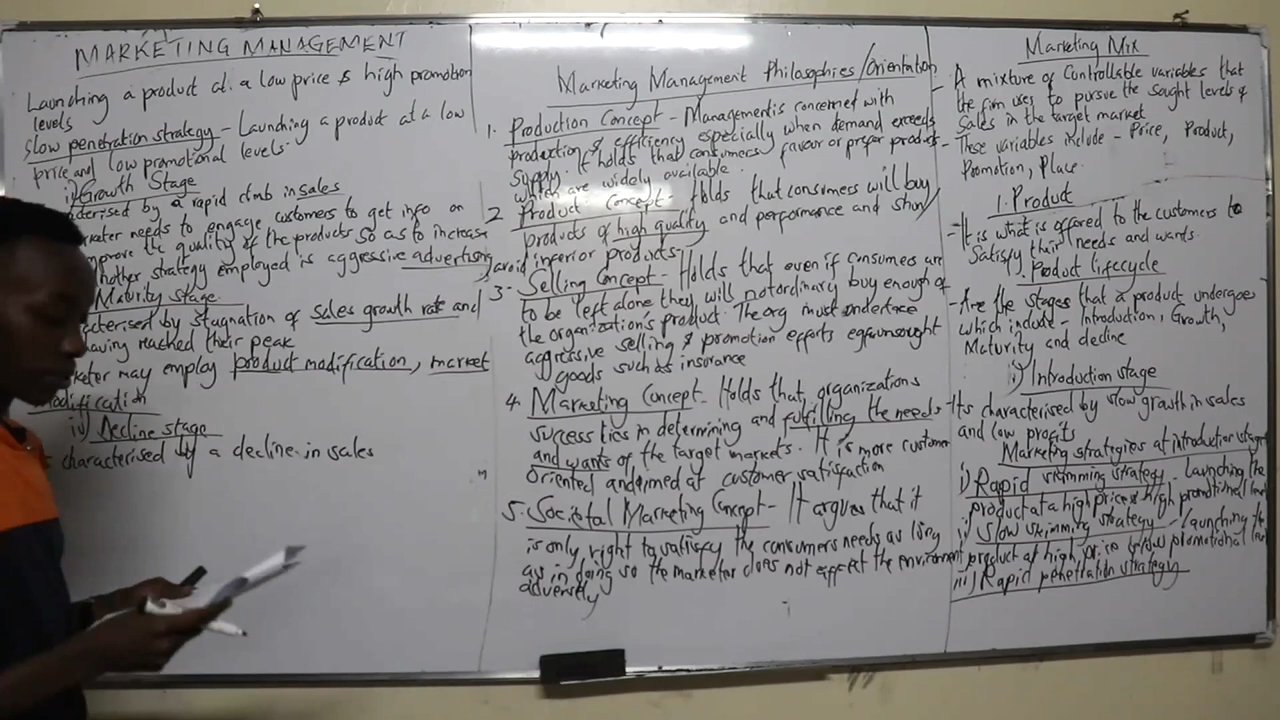 MARKETING MANAGEMENT
Launching a product at a low price & high promotion
levels
Slow penetration strategy - Launching a product at a low
price and low promotional levels.
ii) Growth Stage
cterised by a rapid climb in sales
keter needs to engage customers to get info on
mprove the quality of the products so as to increase
nother strategy employed is aggressive advertising
Maturity stage
cterised by stagnation of sales growth rate and
having reached their peak
keter may employ product modification, market
modification
iv) Decline stage
s characterised by a decline in sales
Marketing Management Philosophies/Orientation
1. Production Concept - Management is concerned with
production & efficiency especially when demand exceeds
supply. It holds that consumers favour or prefer products
which are widely available.
2 Product Concept - Holds that consumers will buy
products of high quality and performance and shun/
avoid inferior products
3- Selling Concept - Holds that even if consumers are
to be left alone they will not ordinary buy enough of
the organization's product. The org must undertake
aggressive selling & promotion efforts eg unsought
goods such as insurance
4. Marketing Concept - Holds that organizations
success lies in determining and fulfilling the needs
and wants of the target markets. It is more customer
oriented and aimed at customer satisfaction
5. Societal Marketing Concept - It argues that it
is only right to satisfy the consumers needs as long
as in doing so the marketer does not affect the environment
adversely
Marketing Mix
- A mixture of Controllable variables that
the firm uses to pursue the sought levels of
Sales in the target market
- These variables include - Price, Product,
Promotion, Place.
1. Product
- It is what is offered to the customers to
Satisfy their needs and wants.
Product lifecycle
- Are the stages that a product undergoes
which include - Introduction, Growth,
Maturity and decline
i) Introduction stage
- Its characterised by slow growth in sales
and low profits
Marketing strategies at introduction stage
i) Rapid skimming strategy - Launching the
product at a high price & high promotional level
ii) Slow skimming strategy - Launching the
product at high price & low promotional level
iii) Rapid penetration strategy